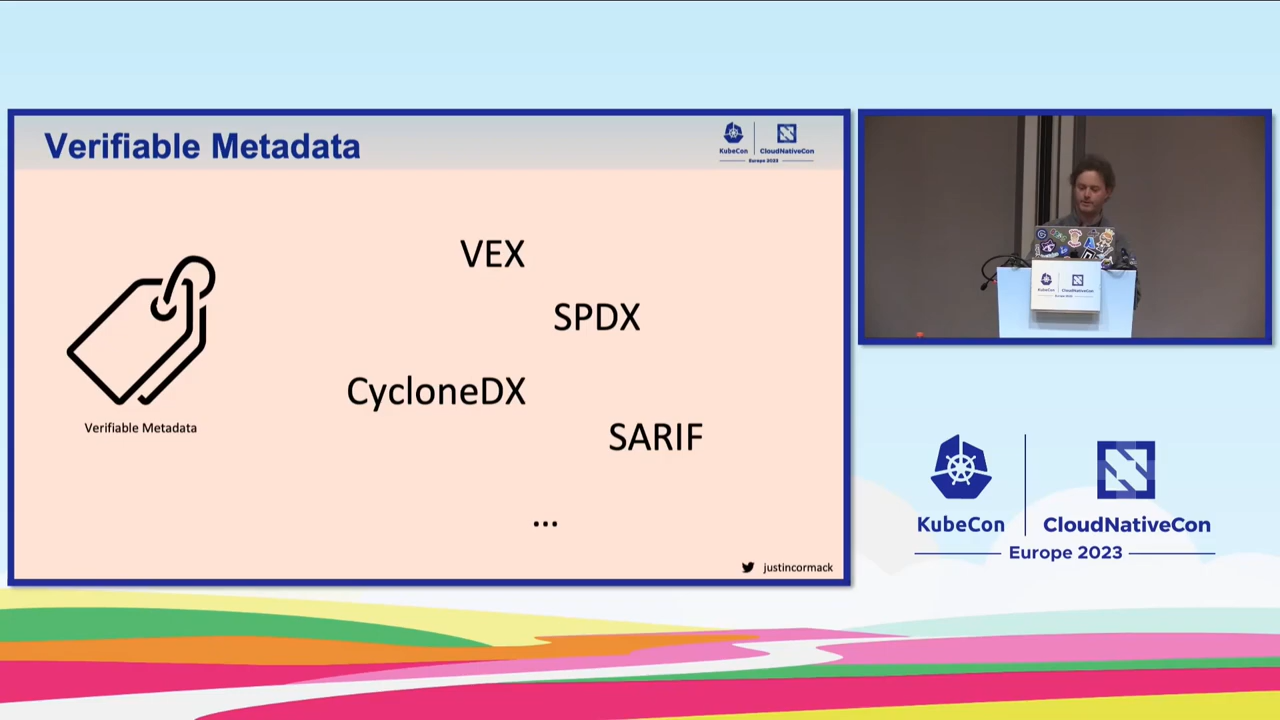 Verifiable Metadata
KubeCon
CloudNativeCon
Europe 2023
VEX
SPDX
CycloneDX
SARIF
...
Verifiable Metadata
justincormack
KubeCon
CloudNativeCon
Europe 2023